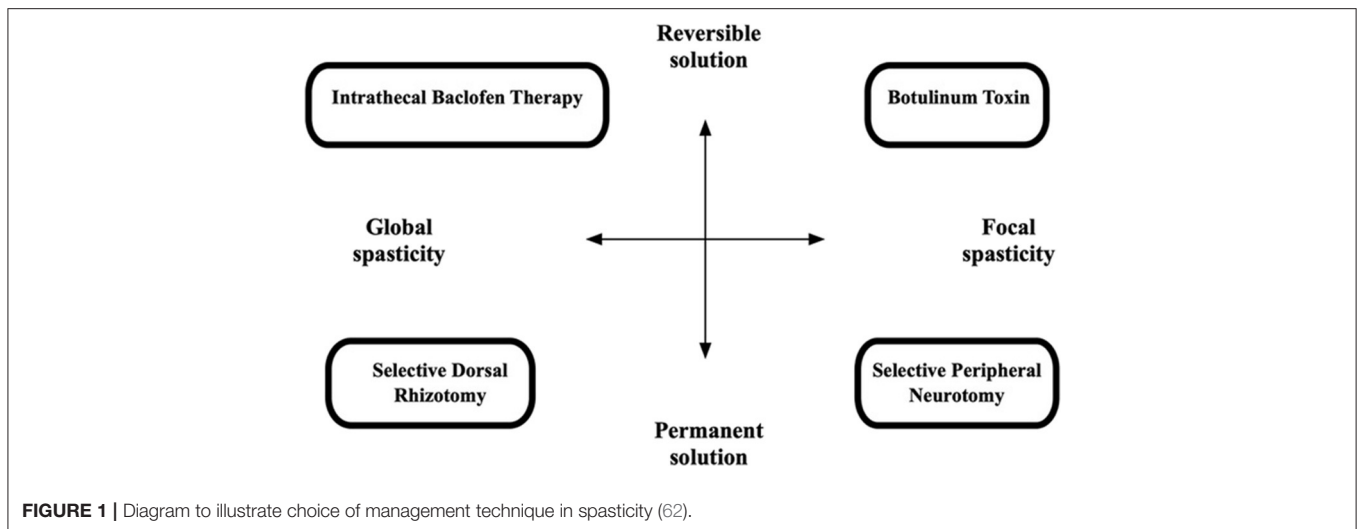 Reversible
solution
Intrathecal Baclofen Therapy
Botulinum Toxin
Global
spasticity
Focal
spasticity
Selective Dorsal
Rhizotomy
Selective Peripheral
Neurotomy
Permanent
solution
FIGURE 1 | Diagram to illustrate choice of management technique in spasticity (62).